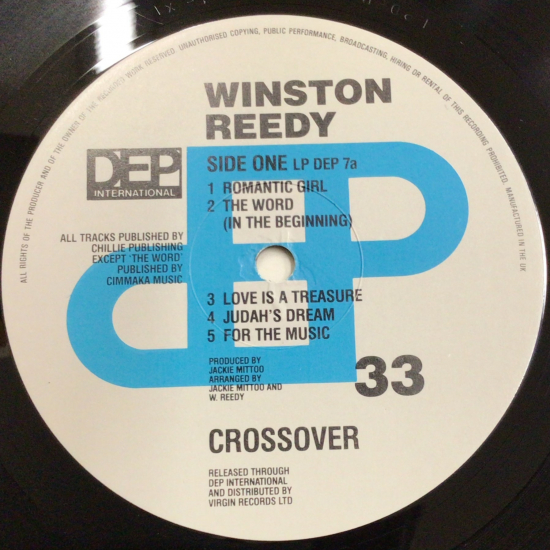 ALL RIGHTS OF THE PRODUCER AND OF THE OWNER OF THE RECORDED WORK RESERVED. UNAUTHORISED COPYING, PUBLIC PERFORMANCE, BROADCASTING, HIRING OR RENTAL OF THIS RECORDING PROHIBITED. MANUFACTURED IN THE UK
WINSTON
REEDY
DEP
INTERNATIONAL
SIDE ONE LP DEP 7a
1 ROMANTIC GIRL
2 THE WORD
(IN THE BEGINNING)
ALL TRACKS PUBLISHED BY
CHILLIE PUBLISHING
EXCEPT 'THE WORD'
PUBLISHED BY
CIMMAKA MUSIC
3 LOVE IS A TREASURE
4 JUDAH'S DREAM
5 FOR THE MUSIC
PRODUCED BY
JACKIE MITTOO
ARRANGED BY
JACKIE MITTOO AND
W. REEDY
33
CROSSOVER
RELEASED THROUGH
DEP INTERNATIONAL
AND DISTRIBUTED BY
VIRGIN RECORDS LTD